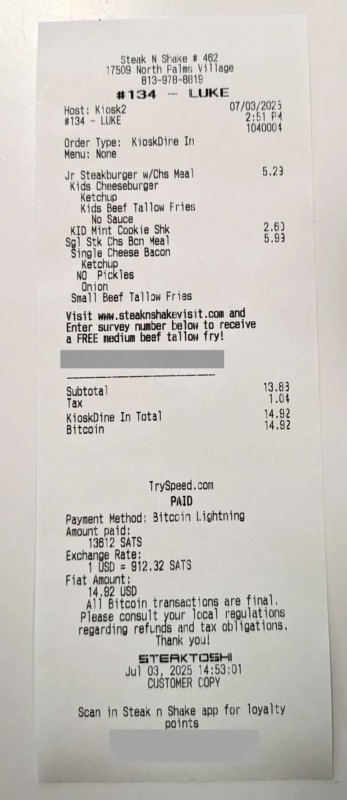 Steak N Shake # 462
17509 North Palms Village
813-978-8819
#134 - LUKE
Host: Kiosk2 07/03/2025
#134 - LUKE 2:51 PM
1040004
Order Type: KioskDine In
Menu: None
Jr Steakburger w/Chs Meal 5.29
Kids Cheeseburger
Ketchup
Kids Beef Tallow Fries
No Sauce
KID Mint Cookie Shk 2.60
Sgl Stk Chs Bcn Meal 5.99
Single Cheese Bacon
Ketchup
NO Pickles
Onion
Small Beef Tallow Fries
Visit www.steaknshakevisit.com and
Enter survey number below to receive
a FREE medium beef tallow fry!
Subtotal 13.88
Tax 1.04
KioskDine In Total 14.92
Bitcoin 14.92
TrySpeed.com
PAID
Payment Method: Bitcoin Lightning
Amount paid:
13612 SATS
Exchange Rate:
1 USD = 912.32 SATS
Fiat Amount:
14.92 USD
All Bitcoin transactions are final.
Please consult your local regulations
regarding refunds and tax obligations.
Thank you!
STEAKTOSHI
Jul 03, 2025 14:53:01
CUSTOMER COPY
Scan in Steak n Shake app for loyalty
points